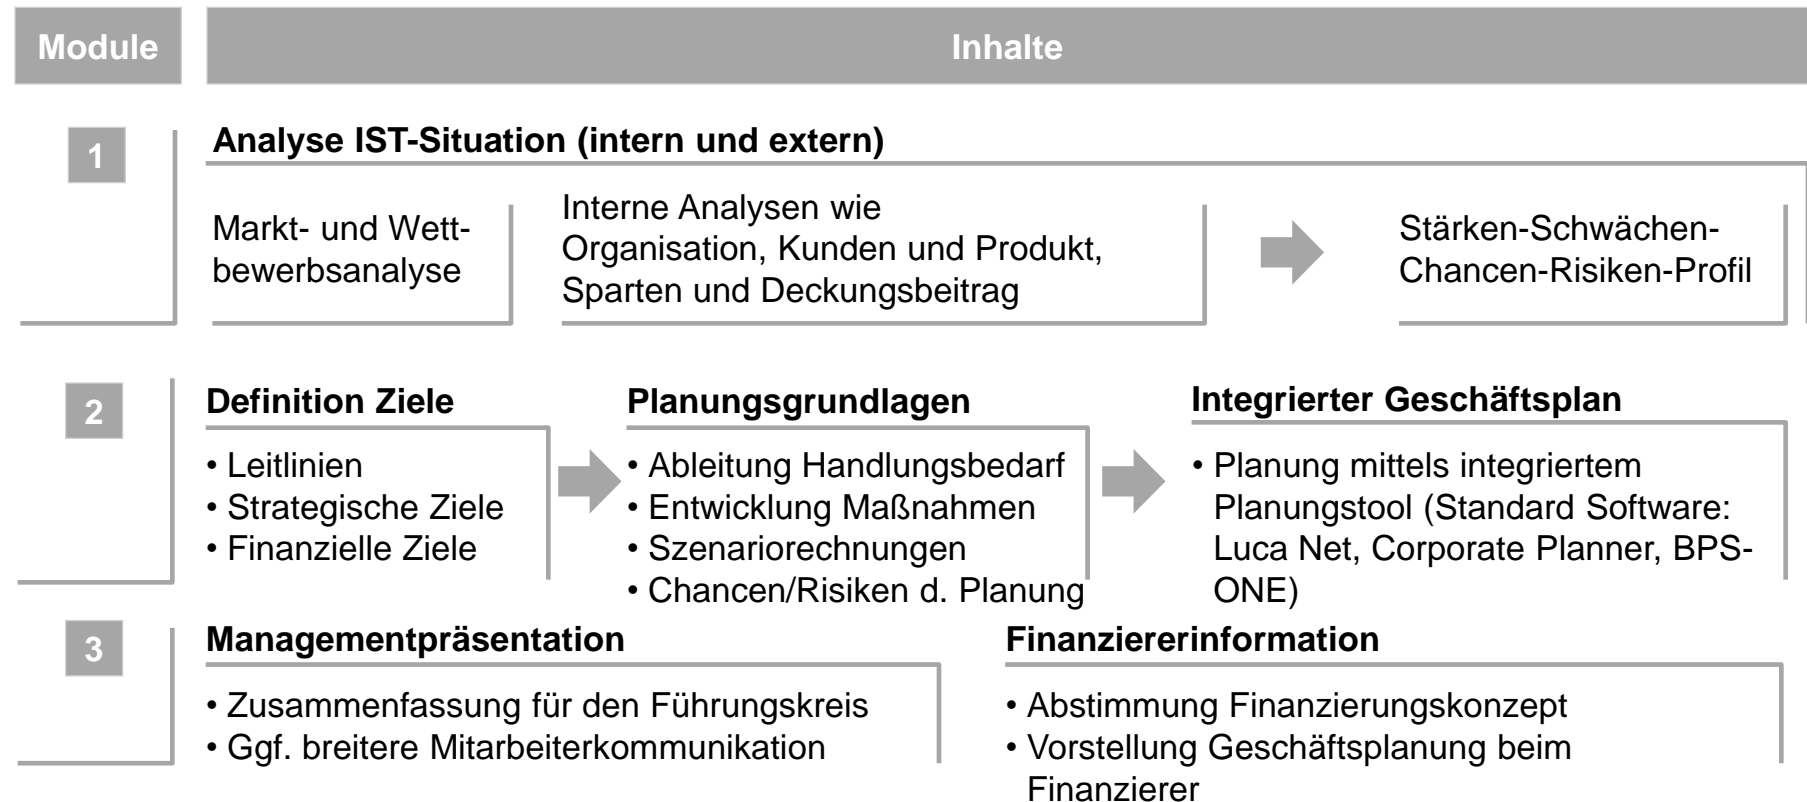 Module
Inhalte
1
Analyse IST-Situation (intern und extern)
Markt- und Wett-
bewerbsanalyse
Interne Analysen wie
Organisation, Kunden und Produkt,
Sparten und Deckungsbeitrag
Stärken-Schwächen-
Chancen-Risiken-Profil
2
Definition Ziele
• Leitlinien
• Strategische Ziele
• Finanzielle Ziele
Planungsgrundlagen
• Ableitung Handlungsbedarf
• Entwicklung Maßnahmen
• Szenariorechnungen
• Chancen/Risiken d. Planung
Integrierter Geschäftsplan
• Planung mittels integriertem
Planungstool (Standard Software:
Luca Net, Corporate Planner, BPS-
ONE)
3
Managementpräsentation
• Zusammenfassung für den Führungskreis
• Ggf. breitere Mitarbeiterkommunikation
Finanziererinformation
• Abstimmung Finanzierungskonzept
• Vorstellung Geschäftsplanung beim
Finanzierer